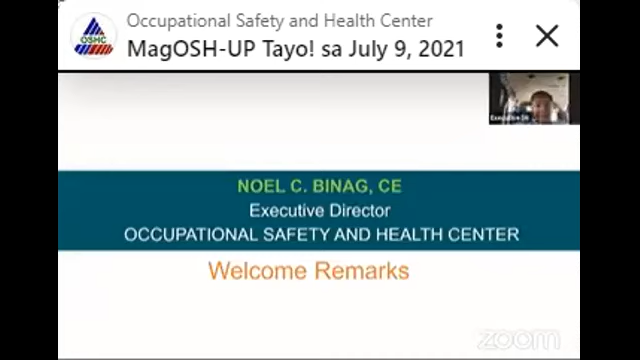 Occupational Safety and Health Center
MagOSH-UP Tayo! sa July 9, 2021
OSHC
NOEL C. BINAG, CE
Executive Director
OCCUPATIONAL SAFETY AND HEALTH CENTER
Welcome Remarks
zoom